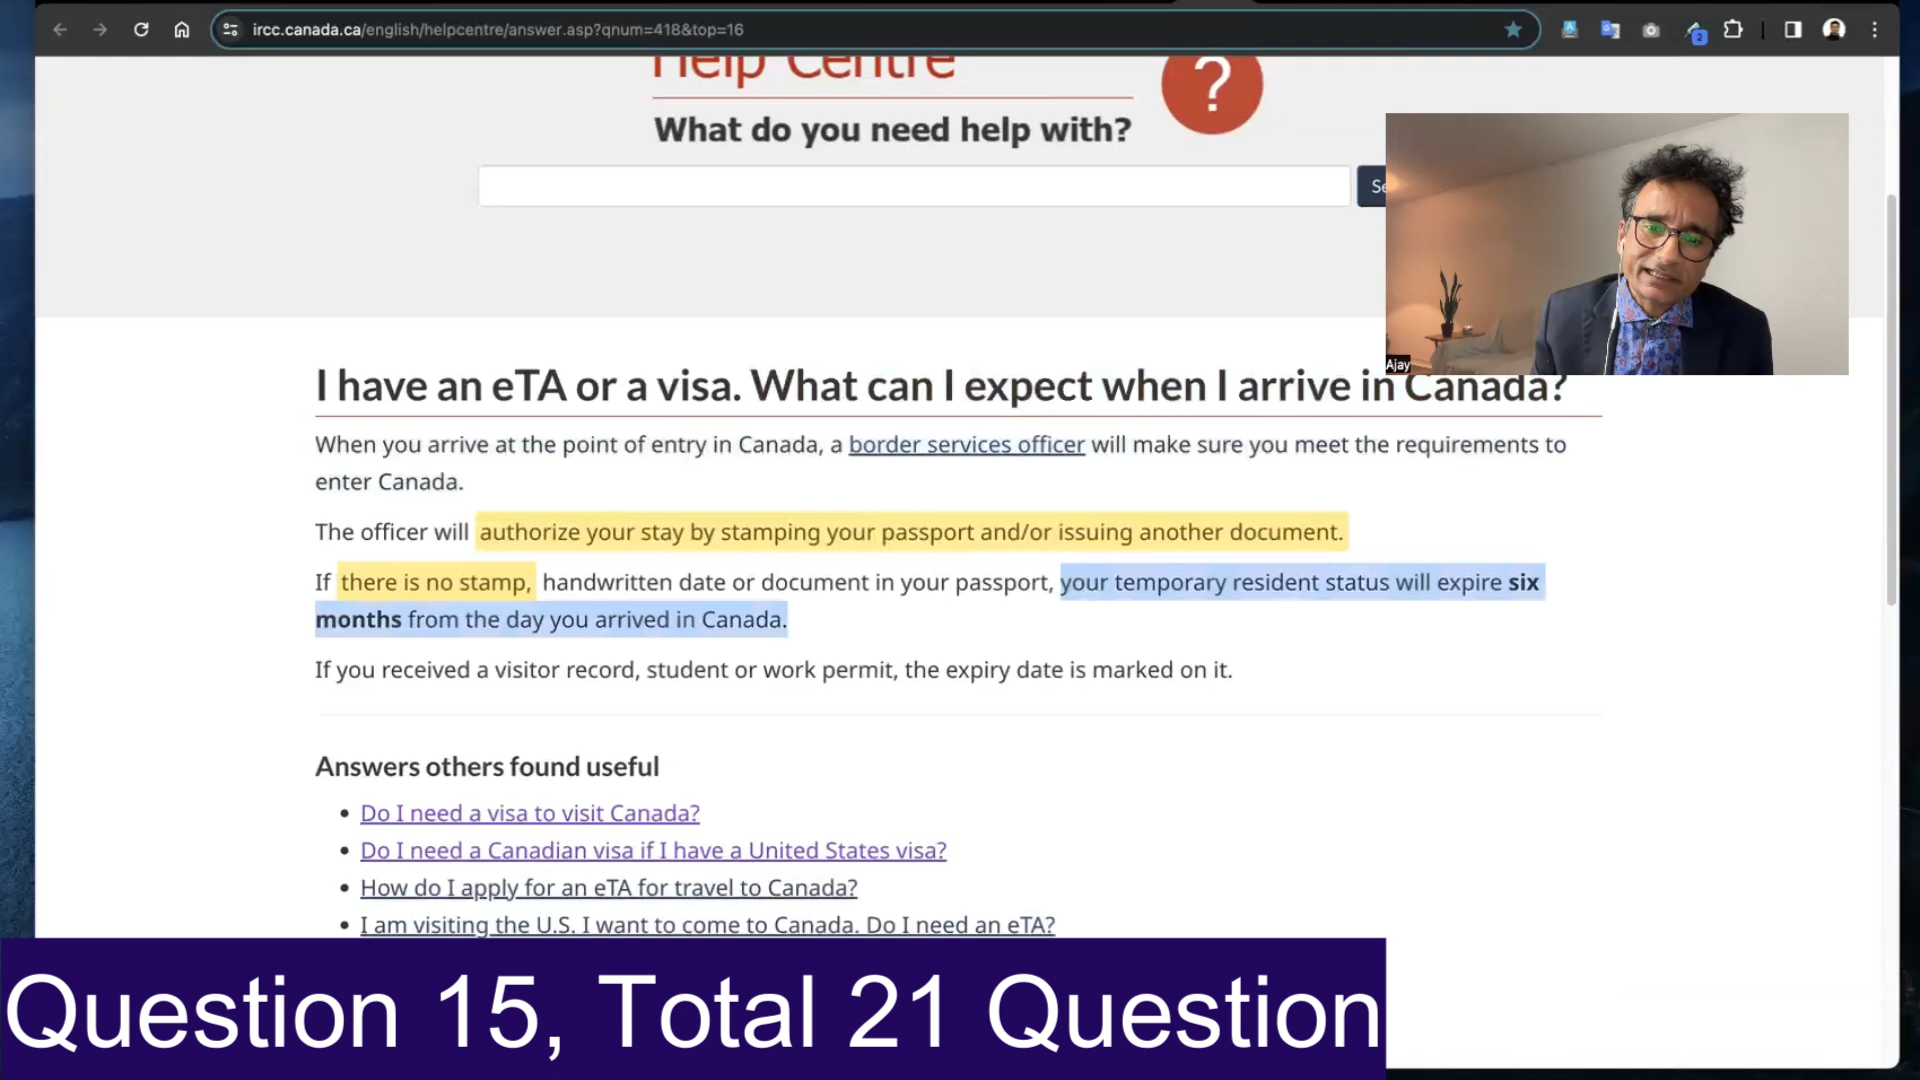 ircc.canada.ca/english/helpcentre/answer.asp?qnum=418&top=16
2
Help Centre
?
What do you need help with?
Se
Ajay
I have an eTA or a visa. What can I expect when I arrive in Canada?
When you arrive at the point of entry in Canada, a border services officer will make sure you meet the requirements to
enter Canada.
The officer will authorize your stay by stamping your passport and/or issuing another document.
If there is no stamp, handwritten date or document in your passport, your temporary resident status will expire six
months from the day you arrived in Canada.
If you received a visitor record, student or work permit, the expiry date is marked on it.
Answers others found useful
• Do I need a visa to visit Canada?
• Do I need a Canadian visa if I have a United States visa?
• How do I apply for an eTA for travel to Canada?
• I am visiting the U.S. I want to come to Canada. Do I need an eTA?
Question 15, Total 21 Question